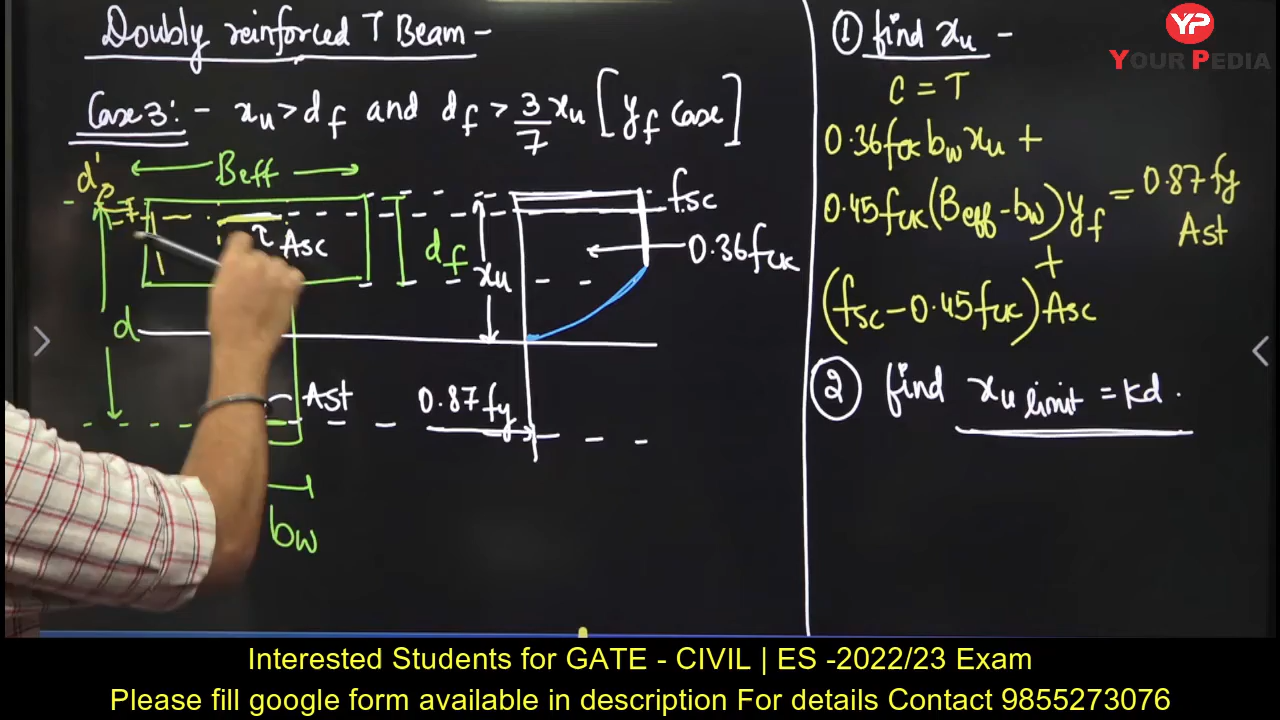 Doubly reinforced T Beam -
Case 3: - xu > df and df > 3/7 xu [yf case]
d'
Beff
fsc
Asc
df
xu
0.36fck
d
Ast
0.87fy
bw
① find xu -
C = T
0.36fck bw xu +
0.45fck (Beff - bw) yf = 0.87fy Ast
+
(fsc - 0.45fck) Asc
② find xu limit = Kd.
YP
YOUR PEDIA
Interested Students for GATE - CIVIL | ES -2022/23 Exam
Please fill google form available in description For details Contact 9855273076